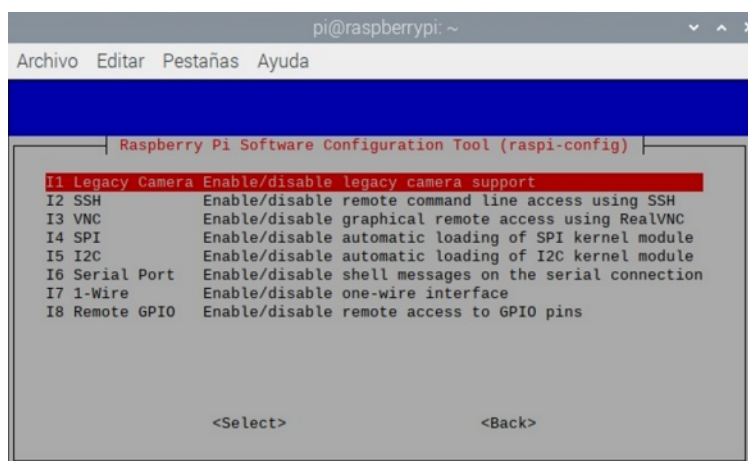 pi@raspberrypi: ~
Archivo Editar Pestañas Ayuda
Raspberry Pi Software Configuration Tool (raspi-config)
I1 Legacy Camera Enable/disable legacy camera support
I2 SSH Enable/disable remote command line access using SSH
I3 VNC Enable/disable graphical remote access using RealVNC
I4 SPI Enable/disable automatic loading of SPI kernel module
I5 I2C Enable/disable automatic loading of I2C kernel module
I6 Serial Port Enable/disable shell messages on the serial connection
I7 1-Wire Enable/disable one-wire interface
I8 Remote GPIO Enable/disable remote access to GPIO pins
<Select> <Back>